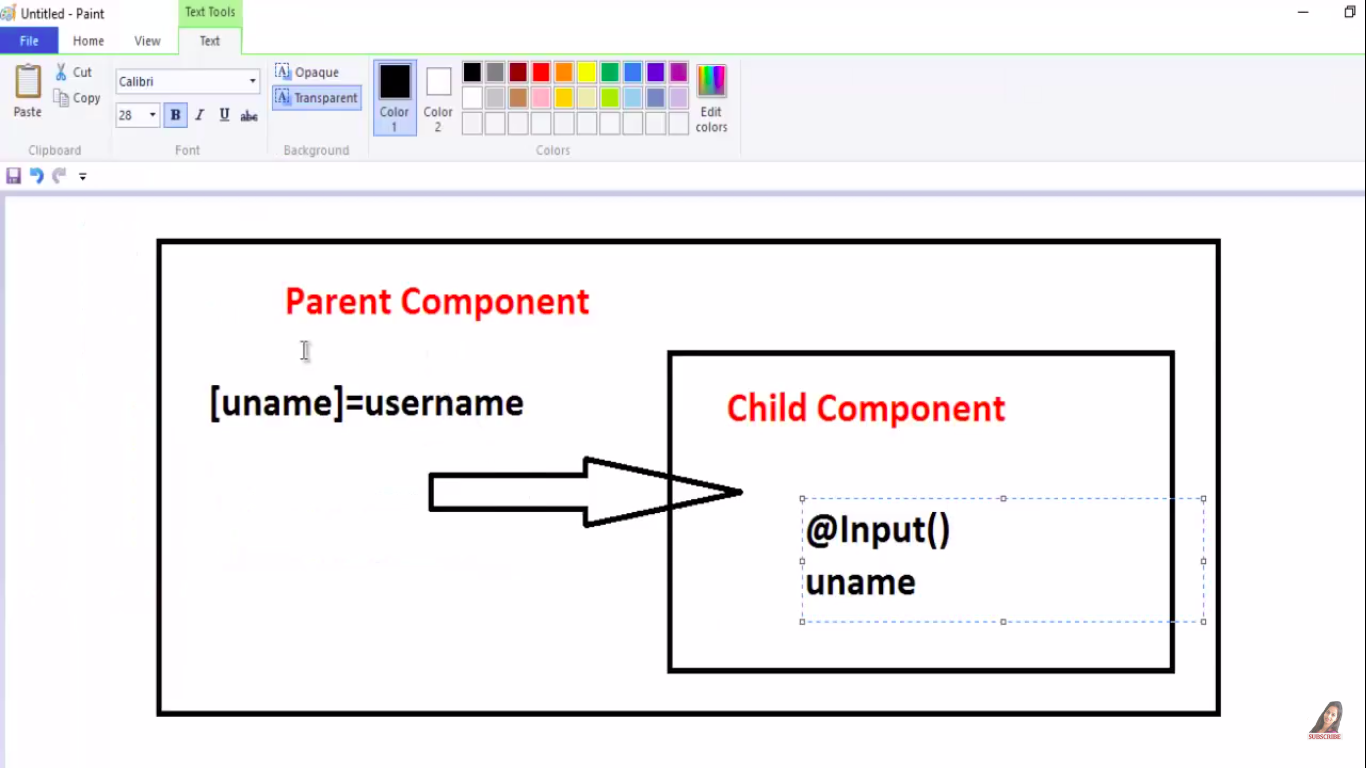 Untitled - Paint
Text Tools
File Home View Text
Paste
Cut
Copy
Clipboard
Calibri
28 B I U abc
Font
Opaque
Transparent
Background
Color 1
Color 2
Edit colors
Colors
Parent Component
[uname]=username
Child Component
@Input()
uname
SUBSCRIBE